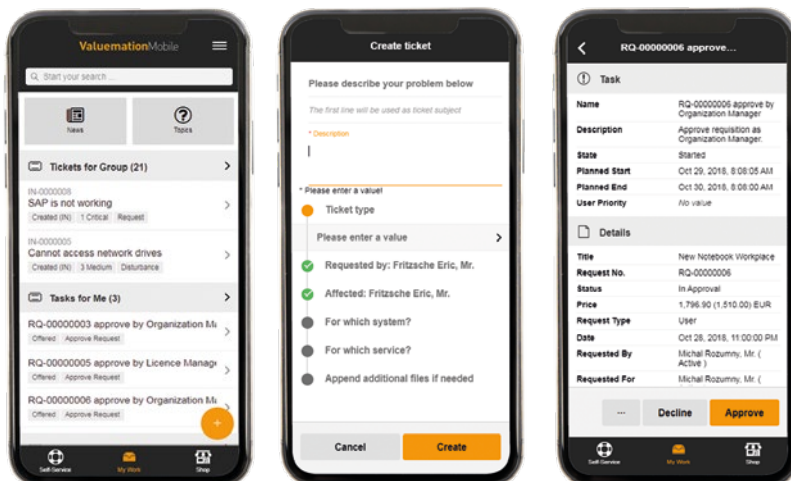 ValuemationMobile
Start your search ...
News
Topics
Tickets for Group (21)
IN-0000008
SAP is not working
Created (IN) 1 Critical Request
IN-0000005
Cannot access network drives
Created (IN) 3 Medium Disturbance
Tasks for Me (3)
RQ-00000003 approve by Organization Ma
Offered Approve Request
RQ-00000005 approve by Licence Manage
Offered Approve Request
RQ-00000006 approve by Organization M
Offered Approve Request
+
Self-Service
My Work
Shop
Create ticket
Please describe your problem below
The first line will be used as ticket subject
* Description
* Please enter a value!
Ticket type
Please enter a value
Requested by: Fritzsche Eric, Mr.
Affected: Fritzsche Eric, Mr.
For which system?
For which service?
Append additional files if needed
Cancel
Create
RQ-00000006 approve...
Task
Name RQ-00000006 approve by
Organization Manager
Description Approve requisition as
Organization Manager.
State Started
Planned Start Oct 29, 2018, 8:08:05 AM
Planned End Oct 30, 2018, 8:08:00 AM
User Priority No value
Details
Title New Notebook Workplace
Request No. RQ-00000006
Status In Approval
Price 1,796.90 (1,510.00) EUR
Request Type User
Date Oct 28, 2018, 11:00:00 PM
Requested By Michal Rozumny, Mr. (
Active )
Requested For Michal Rozumny, Mr. (
...
Decline
Approve
Self-Service
My Work
Shop